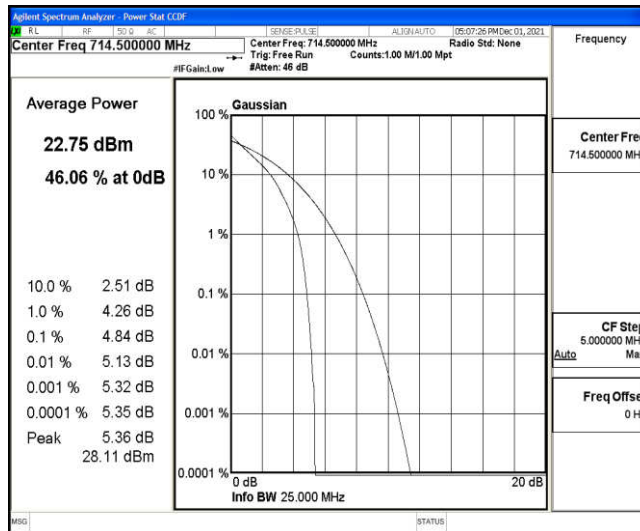 Agilent Spectrum Analyzer - Power Stat CCDF
RL RF 50 Ω AC SENSE:PULSE ALIGNAUTO 05:07:26 PM Dec 01, 2021
Center Freq 714.500000 MHz
Center Freq: 714.500000 MHz Radio Std: None
Trig: Free Run Counts:1.00 M/1.00 Mpt
#IFGain:Low #Atten: 46 dB
Frequency
Average Power
22.75 dBm
46.06 % at 0dB
10.0 % 2.51 dB
1.0 % 4.26 dB
0.1 % 4.84 dB
0.01 % 5.13 dB
0.001 % 5.32 dB
0.0001 % 5.35 dB
Peak 5.36 dB
28.11 dBm
Gaussian
100 %
10 %
1 %
0.1 %
0.01 %
0.001 %
0.0001 %
0 dB 20 dB
Info BW 25.000 MHz
Center Fre
714.500000 MH
CF Ste
5.000000 MH
Auto Ma
Freq Offse
0 H
MSG STATUS